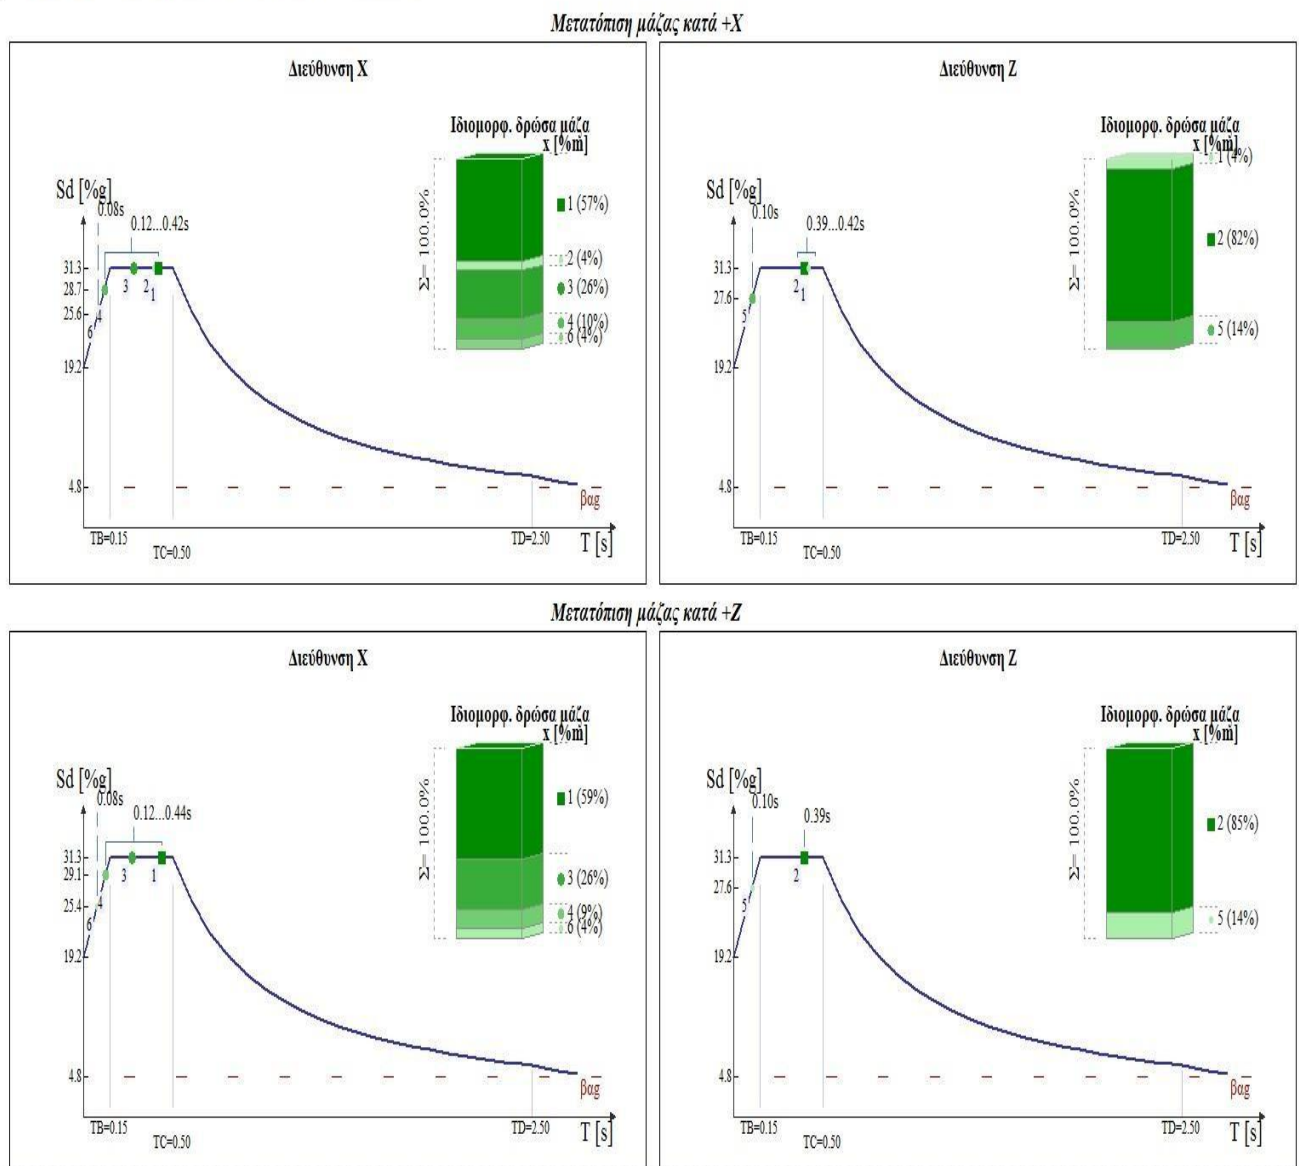 Μετατόπιση μάζας κατά +X
Διεύθυνση X
Ιδιομορφ. δρώσα μάζα
x [%m]
Σ= 100.0%
1 (57%)
2 (4%)
3 (26%)
4 (10%)
6 (4%)
Sd [%g]
0.08s
0.12...0.42s
31.3
28.7
25.6
19.2
4.8
3
2
1
4
6
βαg
TB=0.15
TC=0.50
TD=2.50
T [s]
Διεύθυνση Z
Ιδιομορφ. δρώσα μάζα
x [%m]
Σ= 100.0%
1 (4%)
2 (82%)
5 (14%)
Sd [%g]
0.10s
0.39...0.42s
31.3
27.6
19.2
4.8
2
1
5
βαg
TB=0.15
TC=0.50
TD=2.50
T [s]
Μετατόπιση μάζας κατά +Z
Διεύθυνση X
Ιδιομορφ. δρώσα μάζα
x [%m]
Σ= 100.0%
1 (59%)
3 (26%)
4 (9%)
6 (4%)
Sd [%g]
0.08s
0.12...0.44s
31.3
29.1
25.4
19.2
4.8
3
1
4
6
βαg
TB=0.15
TC=0.50
TD=2.50
T [s]
Διεύθυνση Z
Ιδιομορφ. δρώσα μάζα
x [%m]
Σ= 100.0%
2 (85%)
5 (14%)
Sd [%g]
0.10s
0.39s
31.3
27.6
19.2
4.8
2
5
βαg
TB=0.15
TC=0.50
TD=2.50
T [s]